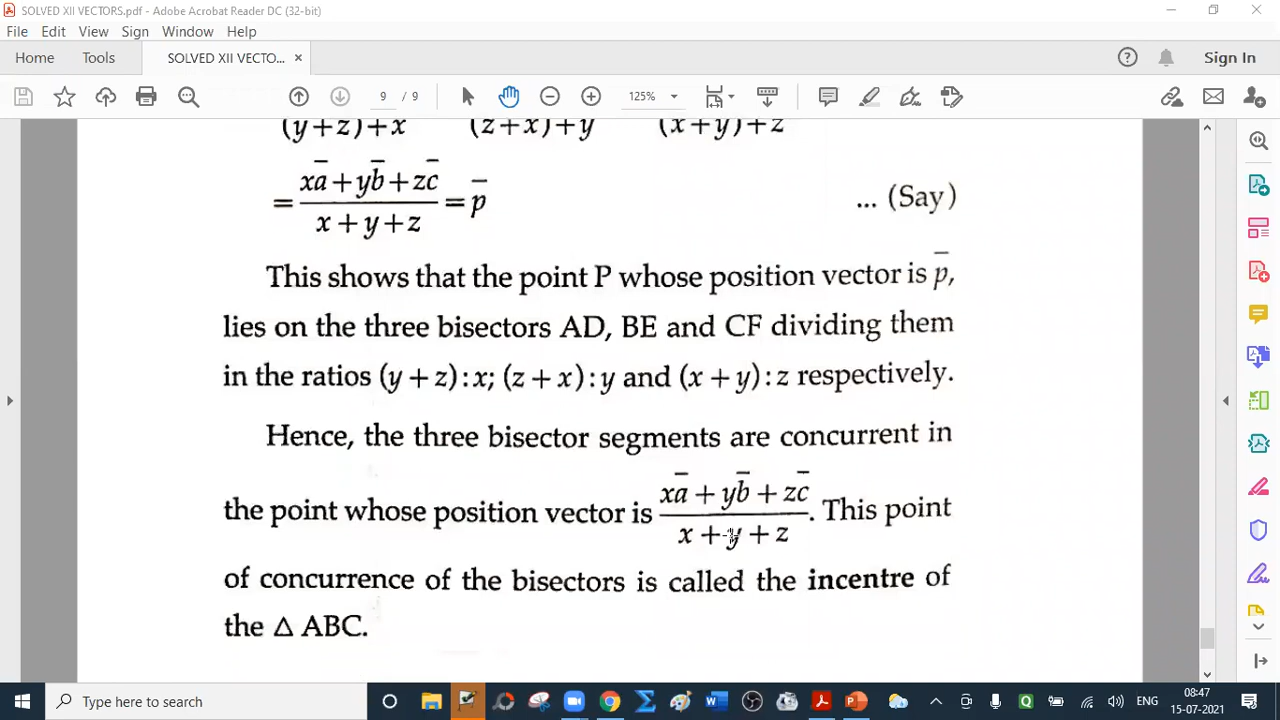 SOLVED XII VECTORS.pdf - Adobe Acrobat Reader DC (32-bit)
File Edit View Sign Window Help
Home Tools SOLVED XII VECTO... × Sign In
9 / 9 125%
(y+z)+x (z+x)+y (x+y)+z
= (xa̅ + yb̅ + zc̅)/(x + y + z) = p̅ ... (Say)
This shows that the point P whose position vector is p̅,
lies on the three bisectors AD, BE and CF dividing them
in the ratios (y + z) : x; (z + x) : y and (x + y) : z respectively.
Hence, the three bisector segments are concurrent in
the point whose position vector is (xa̅ + yb̅ + zc̅)/(x + y + z). This point
of concurrence of the bisectors is called the incentre of
the △ ABC.
Type here to search
ENG
08:47
15-07-2021